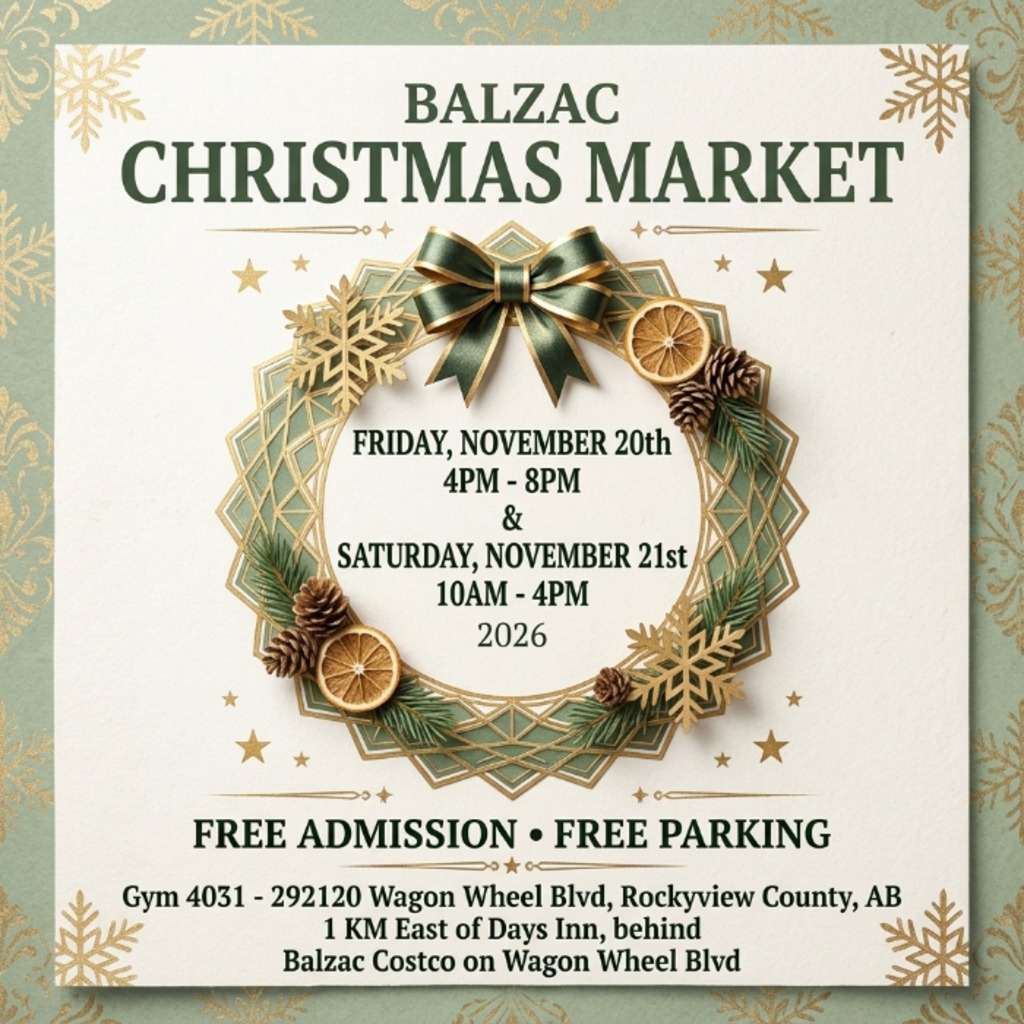 BALZAC
CHRISTMAS MARKET
FRIDAY, NOVEMBER 20th
4PM - 8PM
&
SATURDAY, NOVEMBER 21st
10AM - 4PM
2026
FREE ADMISSION • FREE PARKING
Gym 4031 - 292120 Wagon Wheel Blvd, Rockyview County, AB
1 KM East of Days Inn, behind
Balzac Costco on Wagon Wheel Blvd